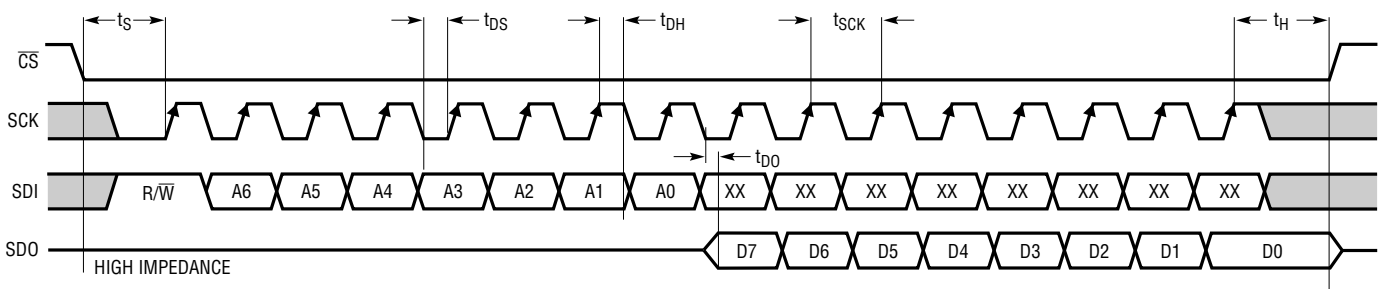 tS tDS tDH tSCK tH
C̅S̅
SCK
tDO
SDI R/W̅ A6 A5 A4 A3 A2 A1 A0 XX XX XX XX XX XX XX XX
SDO D7 D6 D5 D4 D3 D2 D1 D0
HIGH IMPEDANCE